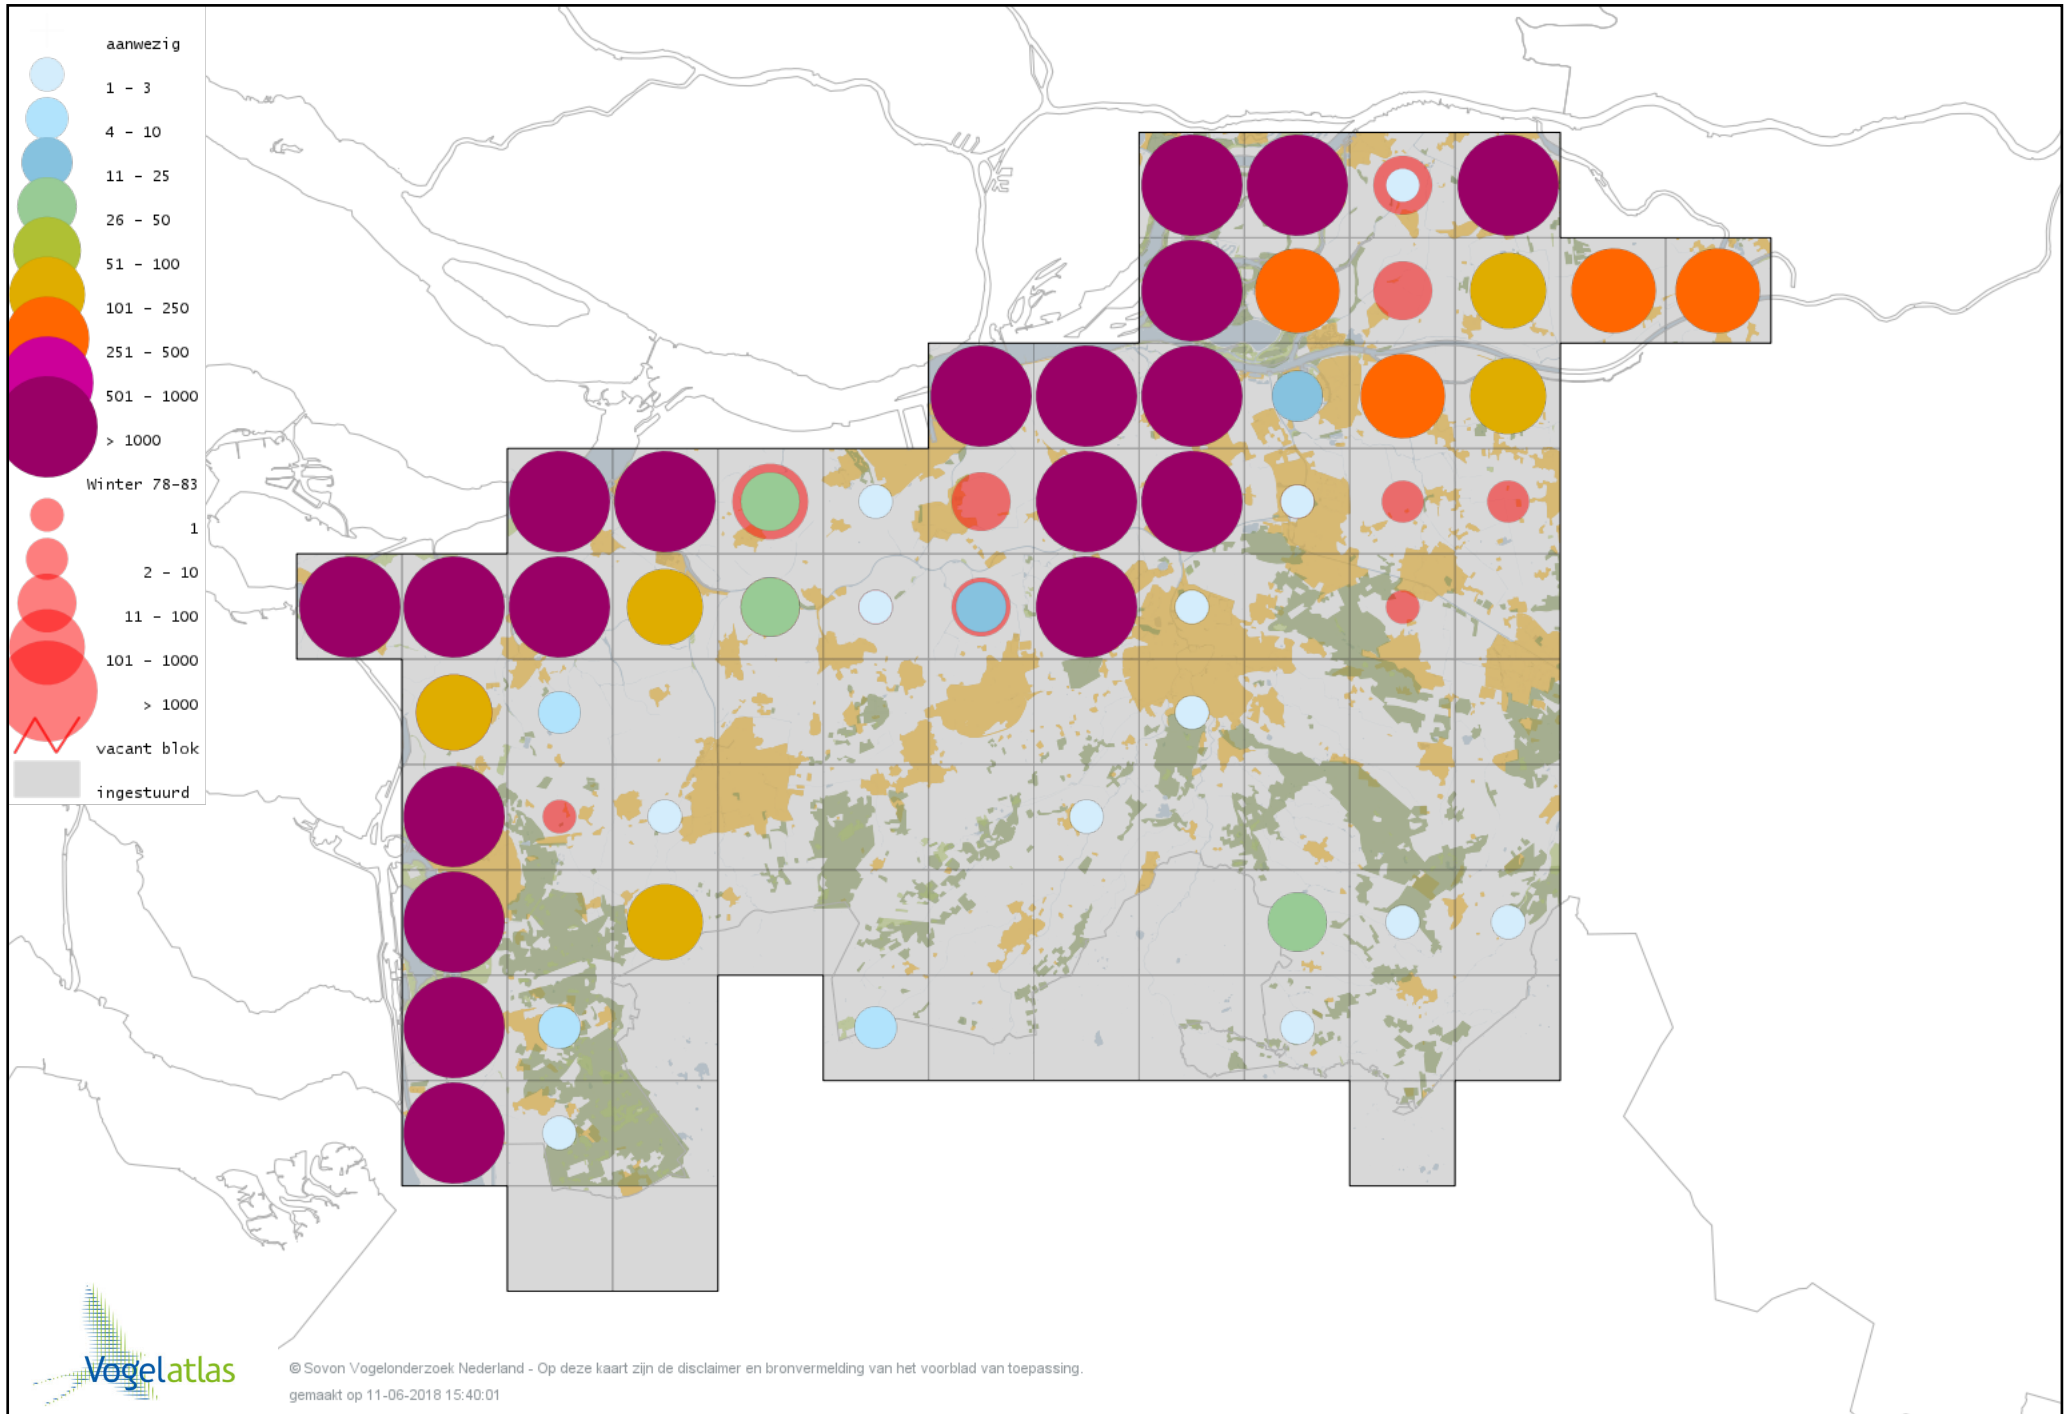 aanwezig
1 - 3
4 - 10
11 - 25
26 - 50
51 - 100
101 - 250
251 - 500
501 - 1000
> 1000
Winter 78-83
1
2 - 10
11 - 100
101 - 1000
> 1000
vacant blok
ingestuurd
Vogelatlas
© Sovon Vogelonderzoek Nederland - Op deze kaart zijn de disclaimer en bronvermelding van het voorblad van toepassing.
gemaakt op 11-06-2018 15:40:01